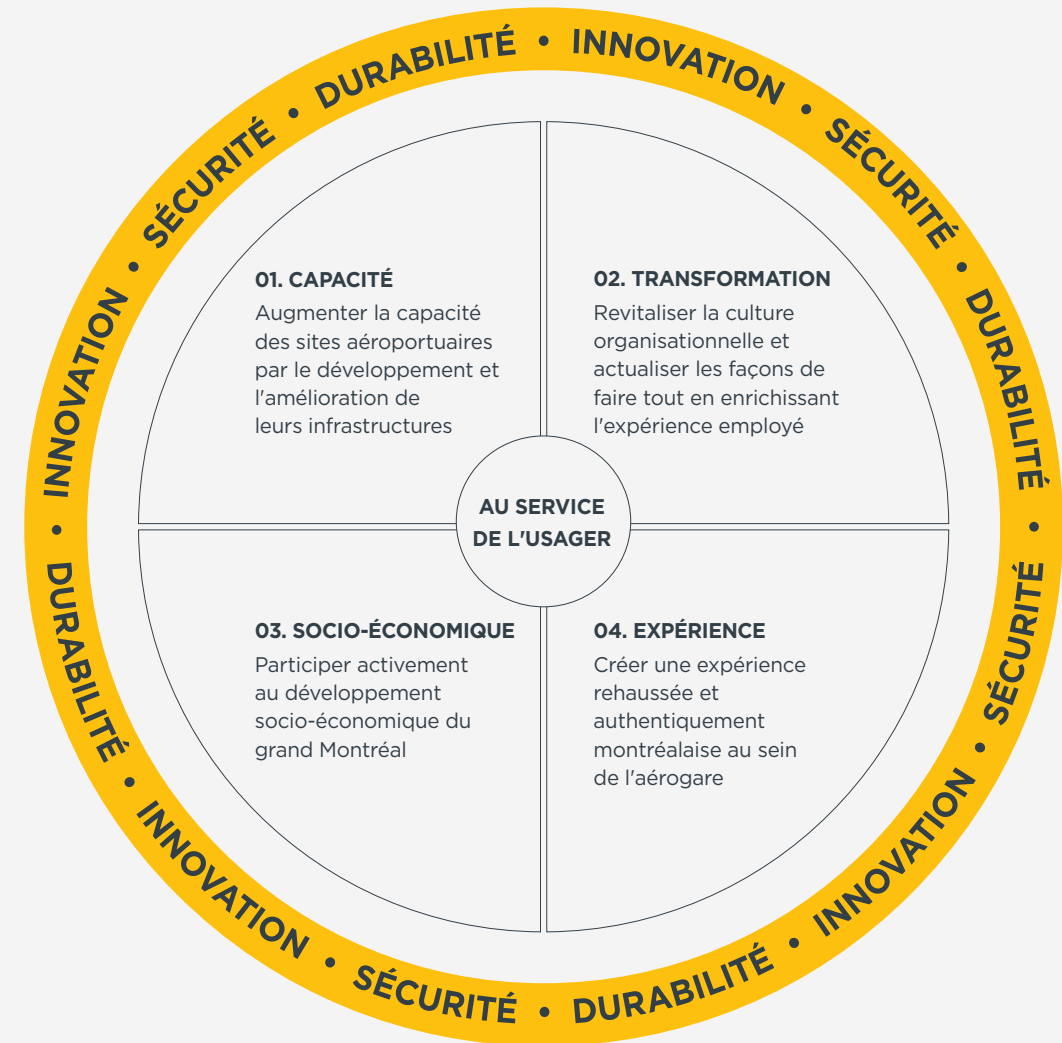 INNOVATION • SÉCURITÉ • DURABILITÉ • INNOVATION • SÉCURITÉ • DURABILITÉ •
01. CAPACITÉ
Augmenter la capacité
des sites aéroportuaires
par le développement et
l'amélioration de
leurs infrastructures
02. TRANSFORMATION
Revitaliser la culture
organisationnelle et
actualiser les façons de
faire tout en enrichissant
l'expérience employé
AU SERVICE
DE L'USAGER
03. SOCIO-ÉCONOMIQUE
Participer activement
au développement
socio-économique du
grand Montréal
04. EXPÉRIENCE
Créer une expérience
rehaussée et
authentiquement
montréalaise au sein
de l'aérogare
DURABILITÉ • INNOVATION • SÉCURITÉ • DURABILITÉ • INNOVATION • SÉCURITÉ •